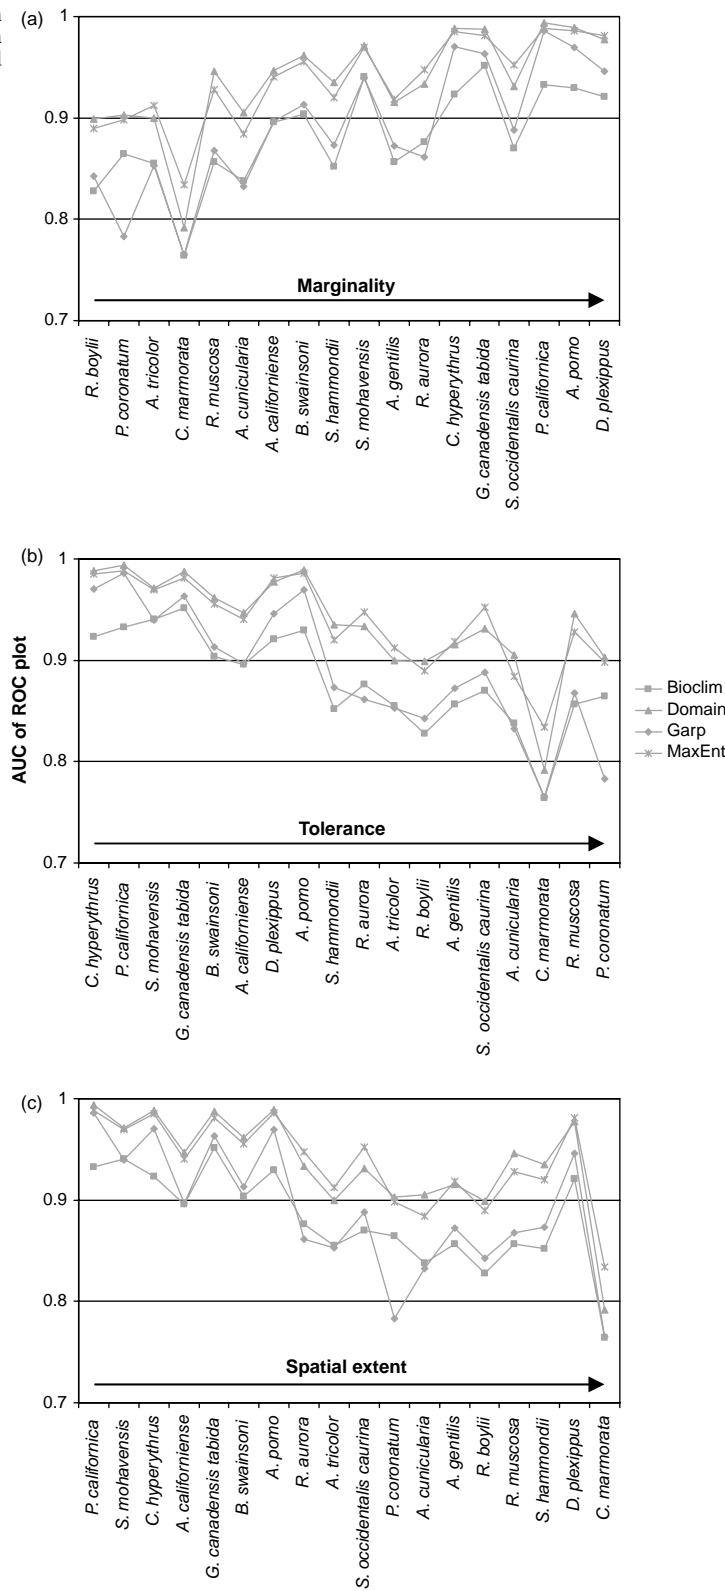 (a)
1
0.9
0.8
0.7
Marginality
R. boylii
P. coronatum
A. tricolor
C. marmorata
R. muscosa
A. cunicularia
A. californiense
B. swainsoni
S. hammondii
S. mohavensis
A. gentilis
R. aurora
C. hyperythrus
G. canadensis tabida
S. occidentalis caurina
P. californica
A. pomo
D. plexippus
(b)
AUC of ROC plot
1
0.9
0.8
0.7
Tolerance
C. hyperythrus
P. californica
S. mohavensis
G. canadensis tabida
B. swainsoni
A. californiense
D. plexippus
A. pomo
S. hammondii
R. aurora
A. tricolor
R. boylii
A. gentilis
S. occidentalis caurina
A. cunicularia
C. marmorata
R. muscosa
P. coronatum
Bioclim
Domain
Garp
MaxEnt
(c)
1
0.9
0.8
0.7
Spatial extent
P. californica
S. mohavensis
C. hyperythrus
A. californiense
G. canadensis tabida
B. swainsoni
A. pomo
R. aurora
A. tricolor
S. occidentalis caurina
P. coronatum
A. cunicularia
A. gentilis
R. boylii
R. muscosa
S. hammondii
D. plexippus
C. marmorata